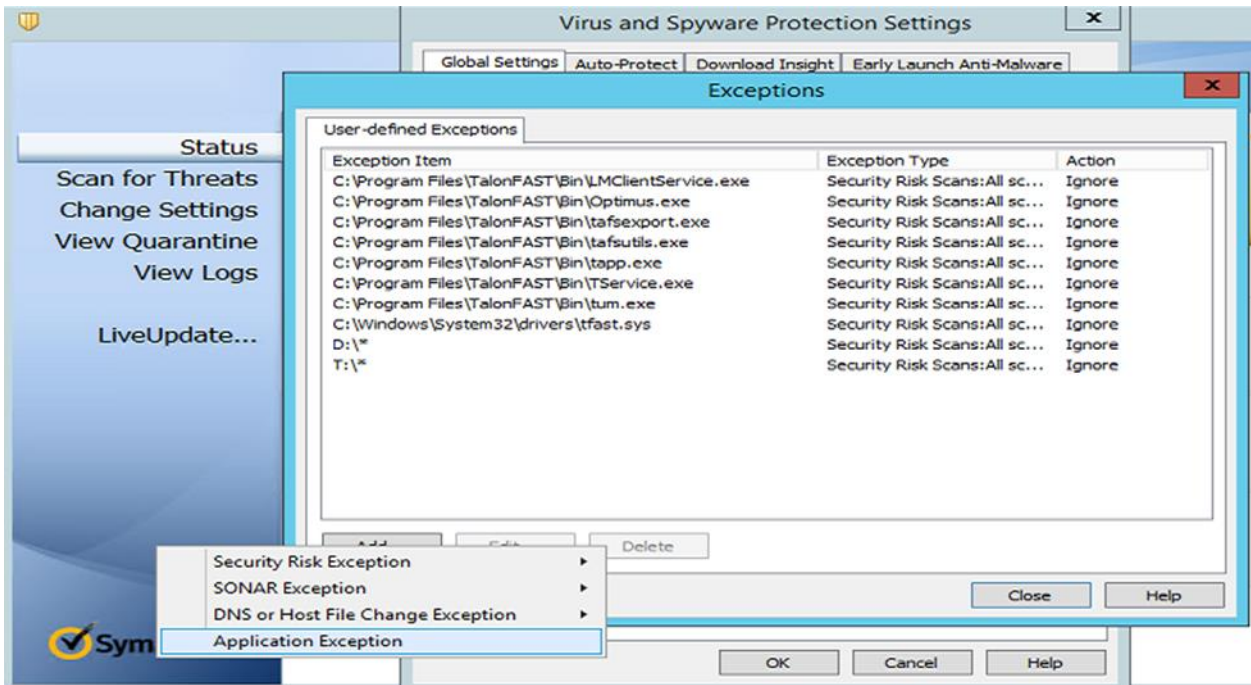 Virus and Spyware Protection Settings
x
Global Settings Auto-Protect Download Insight Early Launch Anti-Malware
Exceptions
x
User-defined Exceptions
Status
Scan for Threats
Change Settings
View Quarantine
View Logs
LiveUpdate...
Exception Item Exception Type Action
C:\Program Files\TalonFAST\Bin\LMClientService.exe Security Risk Scans:All sc... Ignore
C:\Program Files\TalonFAST\Bin\Optimus.exe Security Risk Scans:All sc... Ignore
C:\Program Files\TalonFAST\Bin\tafsexport.exe Security Risk Scans:All sc... Ignore
C:\Program Files\TalonFAST\Bin\tafsutils.exe Security Risk Scans:All sc... Ignore
C:\Program Files\TalonFAST\Bin\tapp.exe Security Risk Scans:All sc... Ignore
C:\Program Files\TalonFAST\Bin\TService.exe Security Risk Scans:All sc... Ignore
C:\Program Files\TalonFAST\Bin\tum.exe Security Risk Scans:All sc... Ignore
C:\Windows\System32\drivers\tfast.sys Security Risk Scans:All sc... Ignore
D:\* Security Risk Scans:All sc... Ignore
T:\* Security Risk Scans:All sc... Ignore
Delete
Security Risk Exception
SONAR Exception
DNS or Host File Change Exception
Application Exception
Close Help
Sym
OK Cancel Help